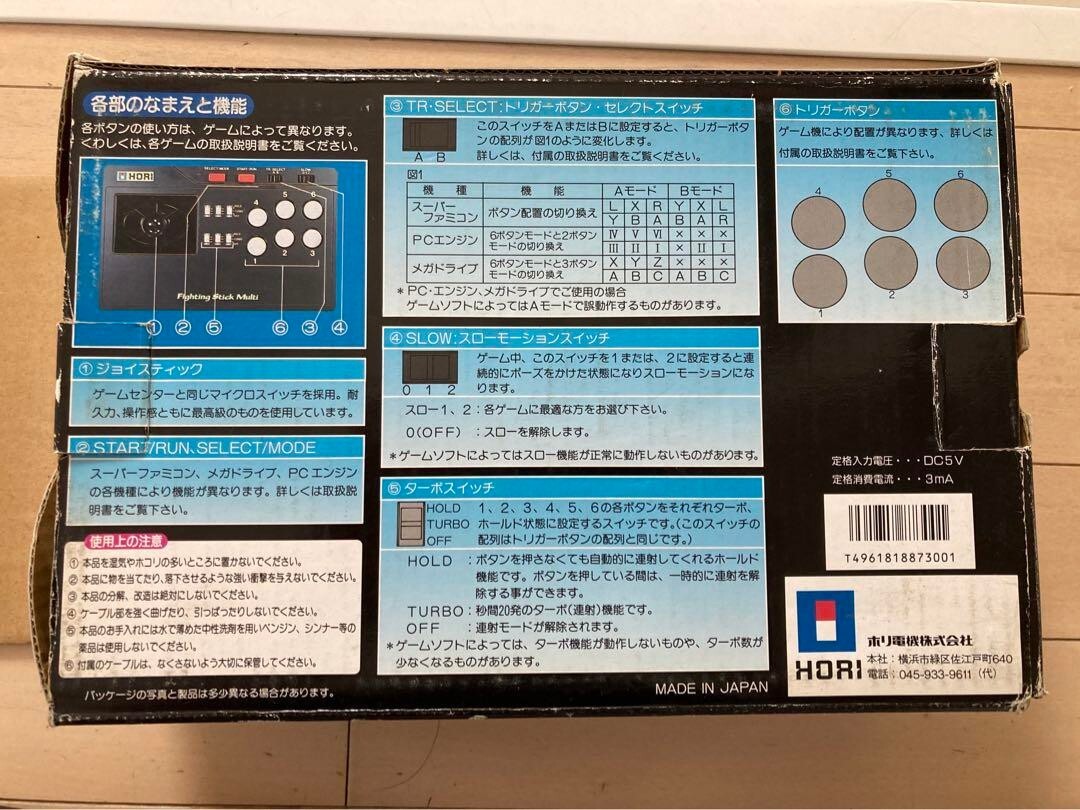 各部のなまえと機能
各ボタンの使い方は、ゲームによって異なります。
くわしくは、各ゲームの取扱説明書をご覧ください。
HORI
SELECT/MODE START/RUN TR・SELECT SLOW
4 5 6
1 2 3
Fighting Stick Multi
① ② ⑤ ⑥ ③ ④
① ジョイスティック
ゲームセンターと同じマイクロスイッチを採用。耐
久力、操作感ともに最高級のものを使用しています。
② START/RUN、SELECT/MODE
スーパーファミコン、メガドライブ、PCエンジン
の各機種により機能が異なります。詳しくは取扱説
明書をご覧下さい。
使用上の注意
① 本品を湿気やホコリの多いところに置かないでください。
② 本品に物を当てたり、落下させるような強い衝撃を与えないでください。
③ 本品の分解、改造は絶対にしないでください。
④ ケーブル部を強く曲げたり、引っぱったりしないでください。
⑤ 本品のお手入れには水で薄めた中性洗剤を用いベンジン、シンナー等の
薬品は使用しないでください。
⑥ 付属のケーブルは、なくさないよう大切に保管してください。
パッケージの写真と製品は多少異なる場合があります。
③ TR・SELECT:トリガーボタン・セレクトスイッチ
A B
このスイッチをAまたはBに設定すると、トリガーボタ
ンの配列が図1のように変化します。
詳しくは、付属の取扱説明書をご覧ください。
図1
機種 機能 Aモード Bモード
スーパーファミコン ボタン配置の切り換え L X R Y X L
Y B A B A R
PCエンジン 6ボタンモードと2ボタンモードの切り換え Ⅳ Ⅴ Ⅵ × × ×
Ⅲ Ⅱ Ⅰ × Ⅱ Ⅰ
メガドライブ 6ボタンモードと3ボタンモードの切り換え X Y Z × × ×
A B C A B C
＊PC・エンジン、メガドライブでご使用の場合
ゲームソフトによってはAモードで誤動作するものがあります。
④ SLOW:スローモーションスイッチ
0 1 2
ゲーム中、このスイッチを1または、2に設定すると連
続的にポーズをかけた状態になりスローモーションにな
ります。
スロー1、2：各ゲームに最適な方をお選び下さい。
0(OFF)：スローを解除します。
＊ゲームソフトによってはスロー機能が正常に動作しないものがあります。
⑤ ターボスイッチ
HOLD
TURBO
OFF
1、2、3、4、5、6の各ボタンをそれぞれターボ、
ホールド状態に設定するスイッチです。(このスイッチの
配列はトリガーボタンの配列と同じです。)
HOLD：ボタンを押さなくても自動的に連射してくれるホールド
機能です。ボタンを押している間は、一時的に連射を解
除する事ができます。
TURBO：秒間20発のターボ(連射)機能です。
OFF：連射モードが解除されます。
＊ゲームソフトによっては、ターボ機能が動作しないものや、ターボ数が
少なくなるものがあります。
MADE IN JAPAN
⑥ トリガーボタン
ゲーム機により配置が異なります、詳しくは
付属の取扱説明書をご覧下さい。
4 5 6
1 2 3
定格入力電圧・・・DC5V
定格消費電流・・・3mA
T4961818873001
HORI
ホリ電機株式会社
本社：横浜市緑区佐江戸町640
電話：045-933-9611（代）